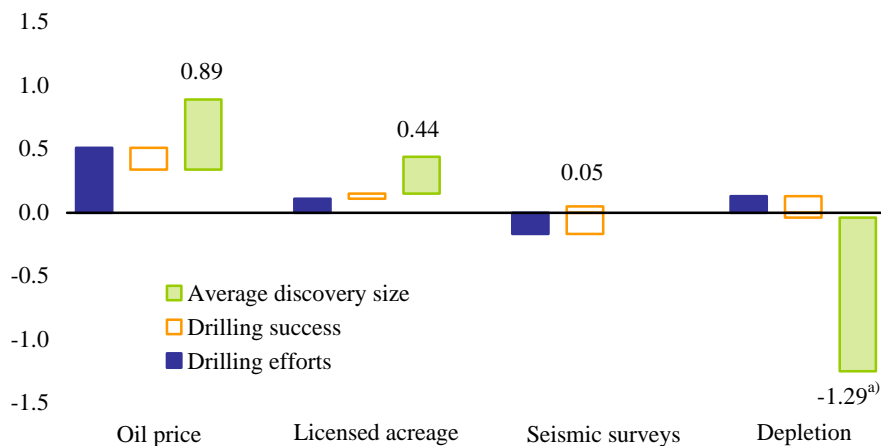 1.5
1.0
0.5
0.0
-0.5
-1.0
-1.5
0.89
0.44
0.05
-1.29a)
Average discovery size
Drilling success
Drilling efforts
Oil price
Licensed acreage
Seismic surveys
Depletion